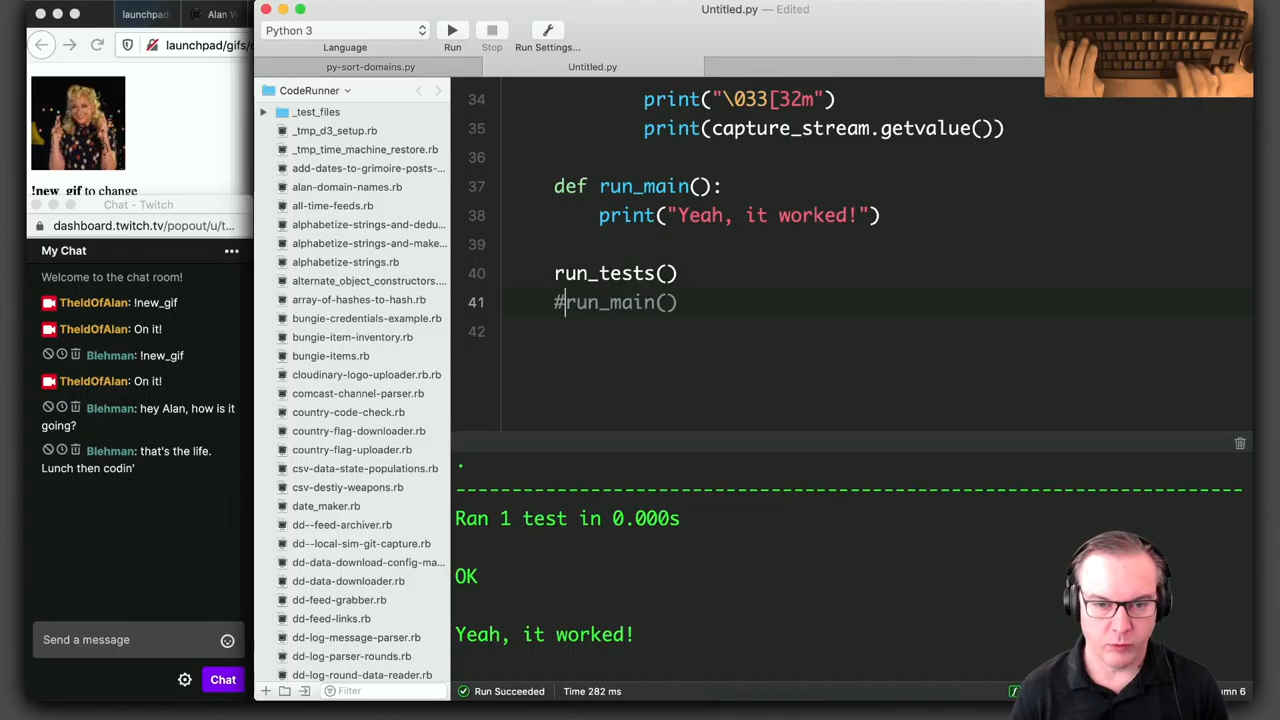 launchpad
Alan W
launchpad/gifs/
!new_gif to change
Chat - Twitch
dashboard.twitch.tv/popout/u/t...
My Chat
Welcome to the chat room!
TheIdOfAlan: !new_gif
TheIdOfAlan: On it!
Blehman: !new_gif
TheIdOfAlan: On it!
Blehman: hey Alan, how is it
going?
Blehman: that's the life.
Lunch then codin'
Send a message
Chat
Untitled.py — Edited
Python 3
Language
Run
Stop
Run Settings...
py-sort-domains.py
Untitled.py
CodeRunner
_test_files
_tmp_d3_setup.rb
_tmp_time_machine_restore.rb
add-dates-to-grimoire-posts-...
alan-domain-names.rb
all-time-feeds.rb
alphabetize-strings-and-dedu...
alphabetize-strings-and-make...
alphabetize-strings.rb
alternate_object_constructors...
array-of-hashes-to-hash.rb
bungie-credentials-example.rb
bungie-item-inventory.rb
bungie-items.rb
cloudinary-logo-uploader.rb.rb
comcast-channel-parser.rb
country-code-check.rb
country-flag-downloader.rb
country-flag-uploader.rb
csv-data-state-populations.rb
csv-destiy-weapons.rb
date_maker.rb
dd--feed-archiver.rb
dd--local-sim-git-capture.rb
dd-data-download-config-ma...
dd-data-downloader.rb
dd-feed-grabber.rb
dd-feed-links.rb
dd-log-message-parser.rb
dd-log-parser-rounds.rb
dd-log-round-data-reader.rb
Filter
34 print("\033[32m")
35 print(capture_stream.getvalue())
36
37 def run_main():
38 print("Yeah, it worked!")
39
40 run_tests()
41 #run_main()
42
.
----------------------------------------------------------------------
Ran 1 test in 0.000s
OK
Yeah, it worked!
Run Succeeded
Time 282 ms